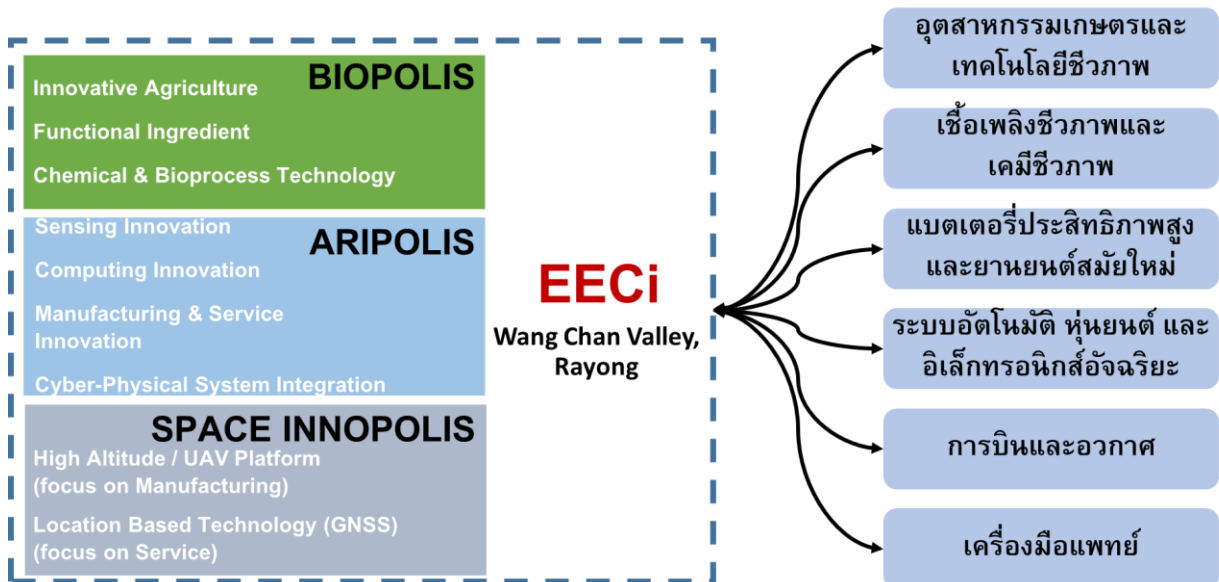 BIOPOLIS
Innovative Agriculture
Functional Ingredient
Chemical & Bioprocess Technology
ARIPOLIS
Sensing Innovation
Computing Innovation
Manufacturing & Service
Innovation
Cyber-Physical System Integration
SPACE INNOPOLIS
High Altitude / UAV Platform
(focus on Manufacturing)
Location Based Technology (GNSS)
(focus on Service)
EECi
Wang Chan Valley,
Rayong
อุตสาหกรรมเกษตรและ
เทคโนโลยีชีวภาพ
เชื้อเพลิงชีวภาพและ
เคมีชีวภาพ
แบตเตอรี่ประสิทธิภาพสูง
และยานยนต์สมัยใหม่
ระบบอัตโนมัติ หุ่นยนต์ และ
อิเล็กทรอนิกส์อัจฉริยะ
การบินและอวกาศ
เครื่องมือแพทย์